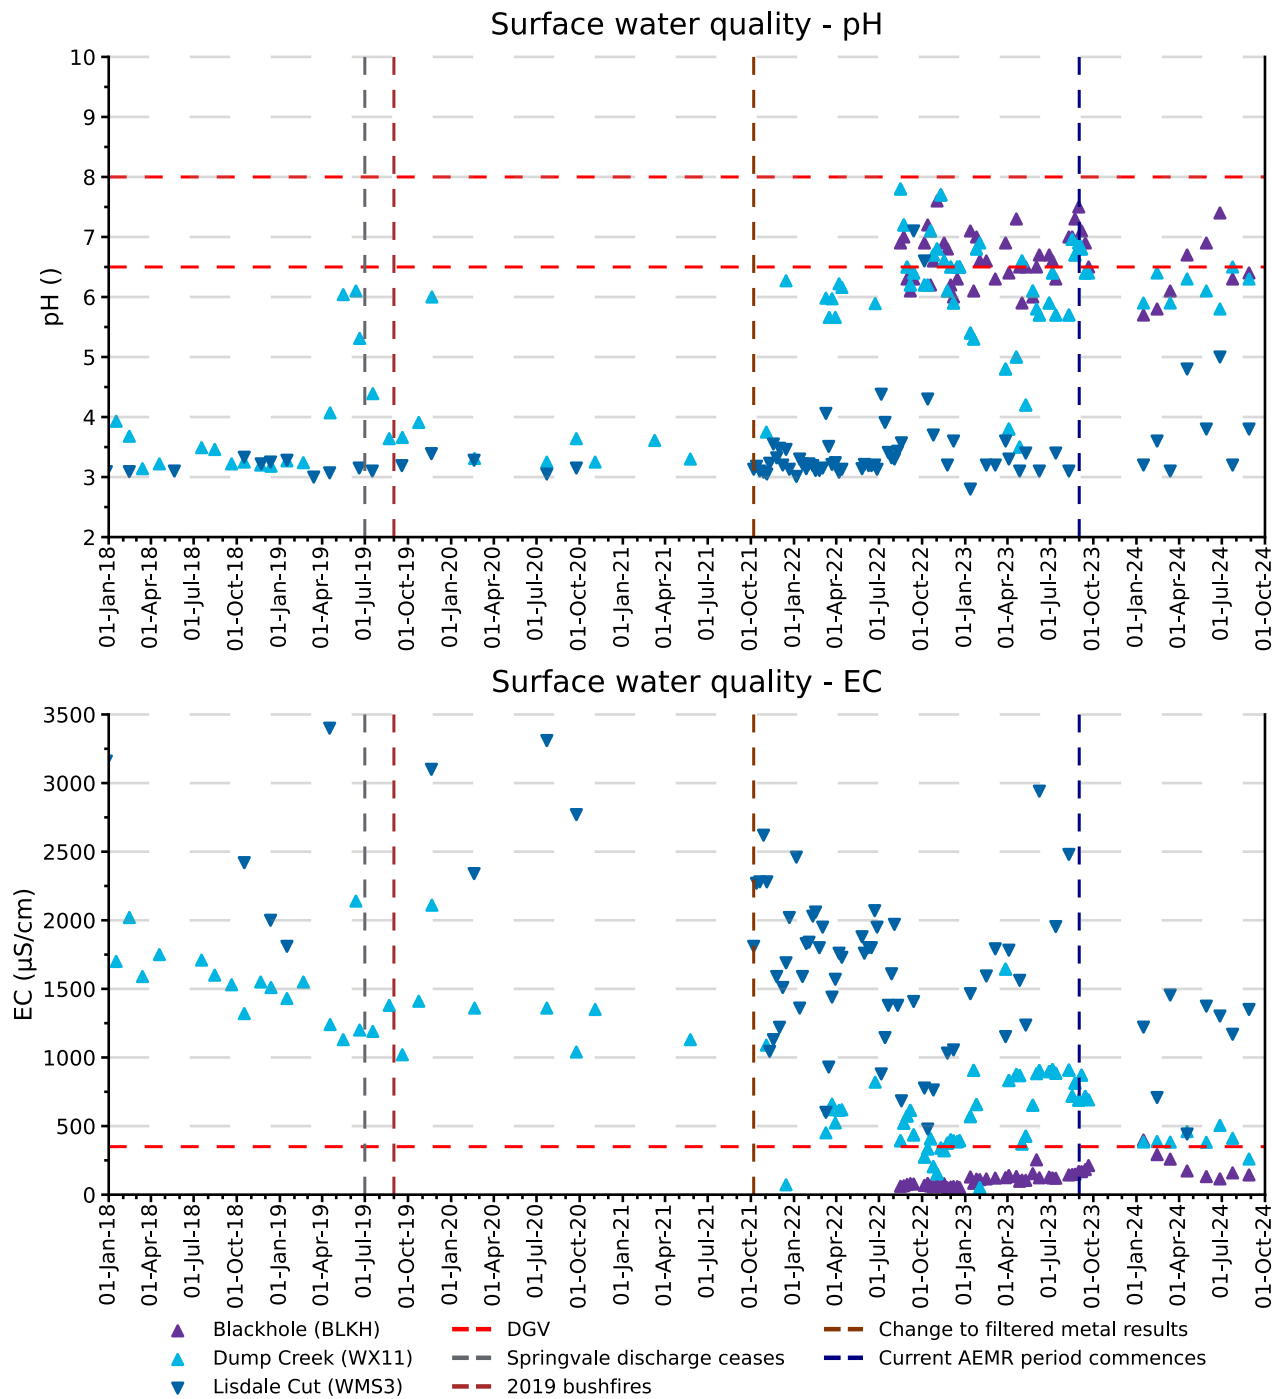 Surface water quality - pH
10
9
8
7
6
5
4
3
2
pH ()
01-Jan-18
01-Apr-18
01-Jul-18
01-Oct-18
01-Jan-19
01-Apr-19
01-Jul-19
01-Oct-19
01-Jan-20
01-Apr-20
01-Jul-20
01-Oct-20
01-Jan-21
01-Apr-21
01-Jul-21
01-Oct-21
01-Jan-22
01-Apr-22
01-Jul-22
01-Oct-22
01-Jan-23
01-Apr-23
01-Jul-23
01-Oct-23
01-Jan-24
01-Apr-24
01-Jul-24
01-Oct-24
Surface water quality - EC
3500
3000
2500
2000
1500
1000
500
0
EC (µS/cm)
01-Jan-18
01-Apr-18
01-Jul-18
01-Oct-18
01-Jan-19
01-Apr-19
01-Jul-19
01-Oct-19
01-Jan-20
01-Apr-20
01-Jul-20
01-Oct-20
01-Jan-21
01-Apr-21
01-Jul-21
01-Oct-21
01-Jan-22
01-Apr-22
01-Jul-22
01-Oct-22
01-Jan-23
01-Apr-23
01-Jul-23
01-Oct-23
01-Jan-24
01-Apr-24
01-Jul-24
01-Oct-24
Blackhole (BLKH)
Dump Creek (WX11)
Lisdale Cut (WMS3)
DGV
Springvale discharge ceases
2019 bushfires
Change to filtered metal results
Current AEMR period commences